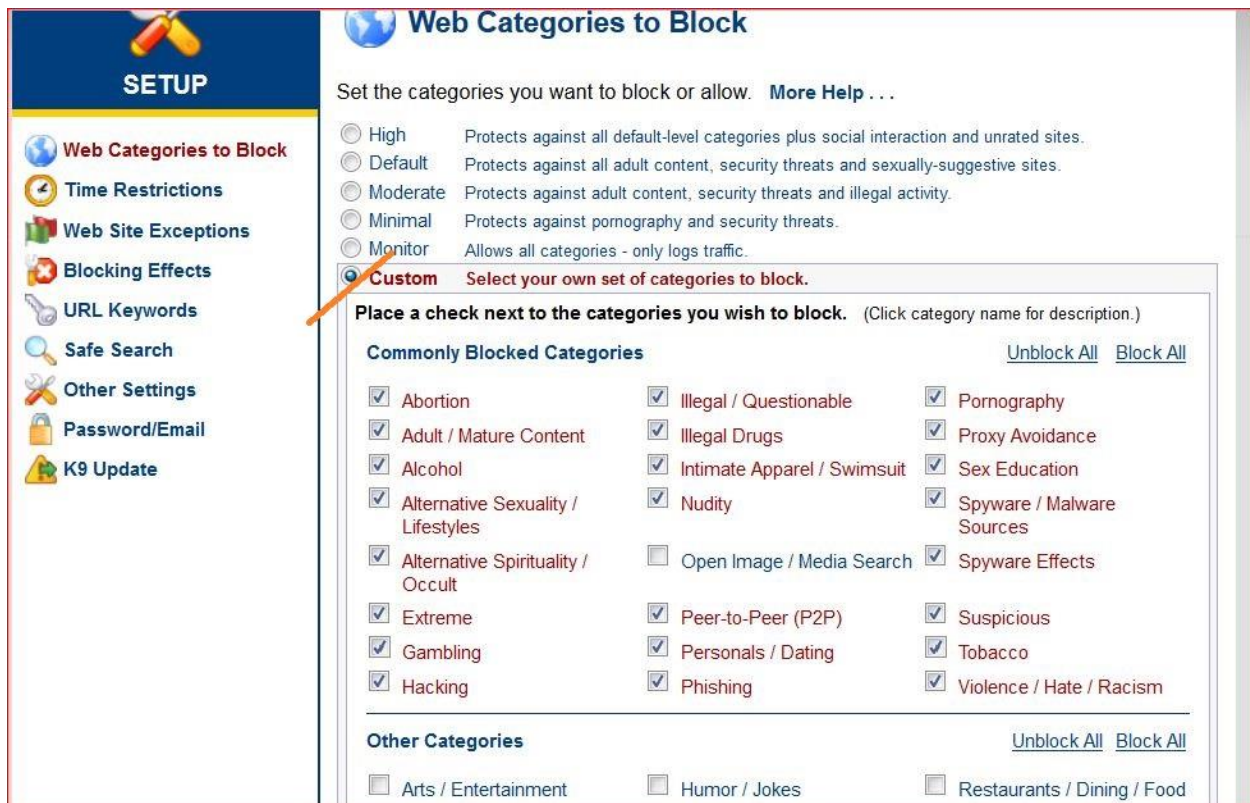 SETUP
Web Categories to Block
Time Restrictions
Web Site Exceptions
Blocking Effects
URL Keywords
Safe Search
Other Settings
Password/Email
K9 Update
Web Categories to Block
Set the categories you want to block or allow. More Help . . .
High Protects against all default-level categories plus social interaction and unrated sites.
Default Protects against all adult content, security threats and sexually-suggestive sites.
Moderate Protects against adult content, security threats and illegal activity.
Minimal Protects against pornography and security threats.
Monitor Allows all categories - only logs traffic.
Custom Select your own set of categories to block.
Place a check next to the categories you wish to block. (Click category name for description.)
Commonly Blocked Categories Unblock All Block All
Abortion Illegal / Questionable Pornography
Adult / Mature Content Illegal Drugs Proxy Avoidance
Alcohol Intimate Apparel / Swimsuit Sex Education
Alternative Sexuality / Nudity Spyware / Malware
Lifestyles Sources
Alternative Spirituality / Open Image / Media Search Spyware Effects
Occult
Extreme Peer-to-Peer (P2P) Suspicious
Gambling Personals / Dating Tobacco
Hacking Phishing Violence / Hate / Racism
Other Categories Unblock All Block All
Arts / Entertainment Humor / Jokes Restaurants / Dining / Food